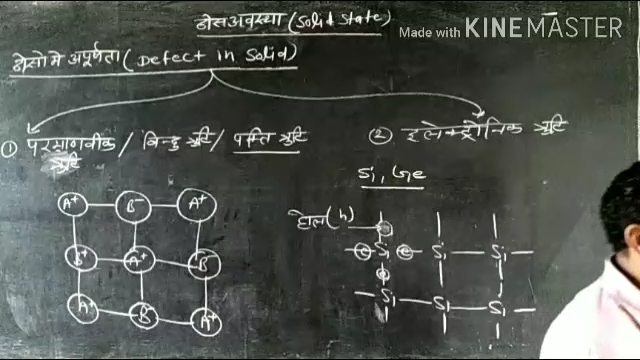 ठोस अवस्था (Solid State)
Made with KINEMASTER
ठोसो मे अपूर्णता (Defect in Solid)
① परमाणवीक / बिन्दु त्रुटि / पंक्ति त्रुटि
त्रुटि
② इलेक्ट्रोनिक त्रुटि
Si, Ge
होल (h)
A+ B- A+
B+ A+ B
A+ B A+
Si Si Si
Si Si Si